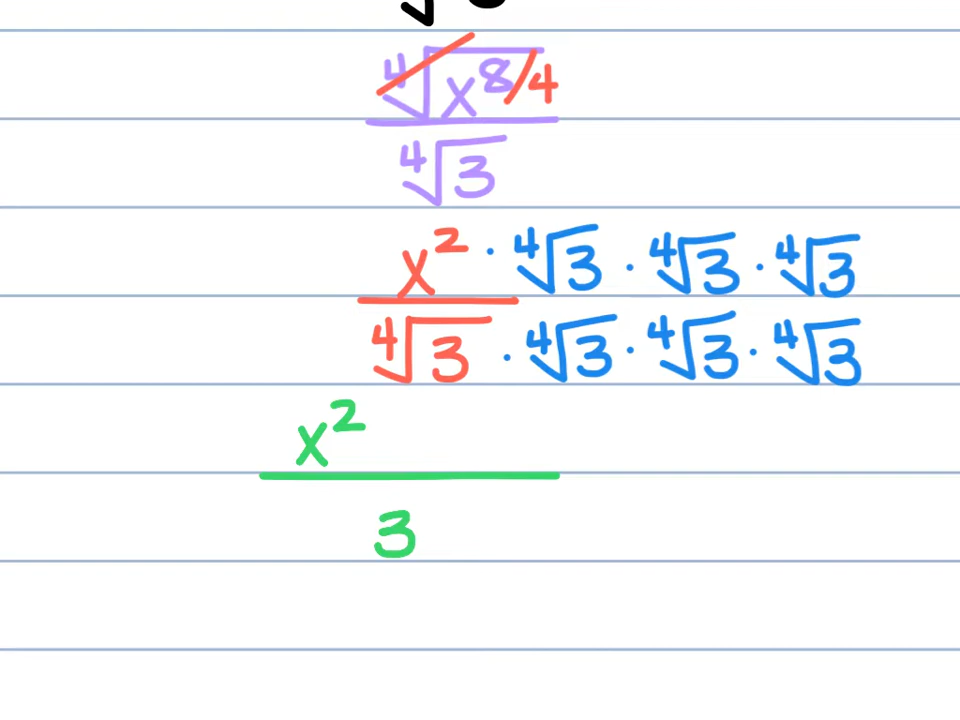 ⁴√x⁸/4
⁴√3
x² · ⁴√3 · ⁴√3 · ⁴√3
⁴√3 · ⁴√3 · ⁴√3 · ⁴√3
x²
3